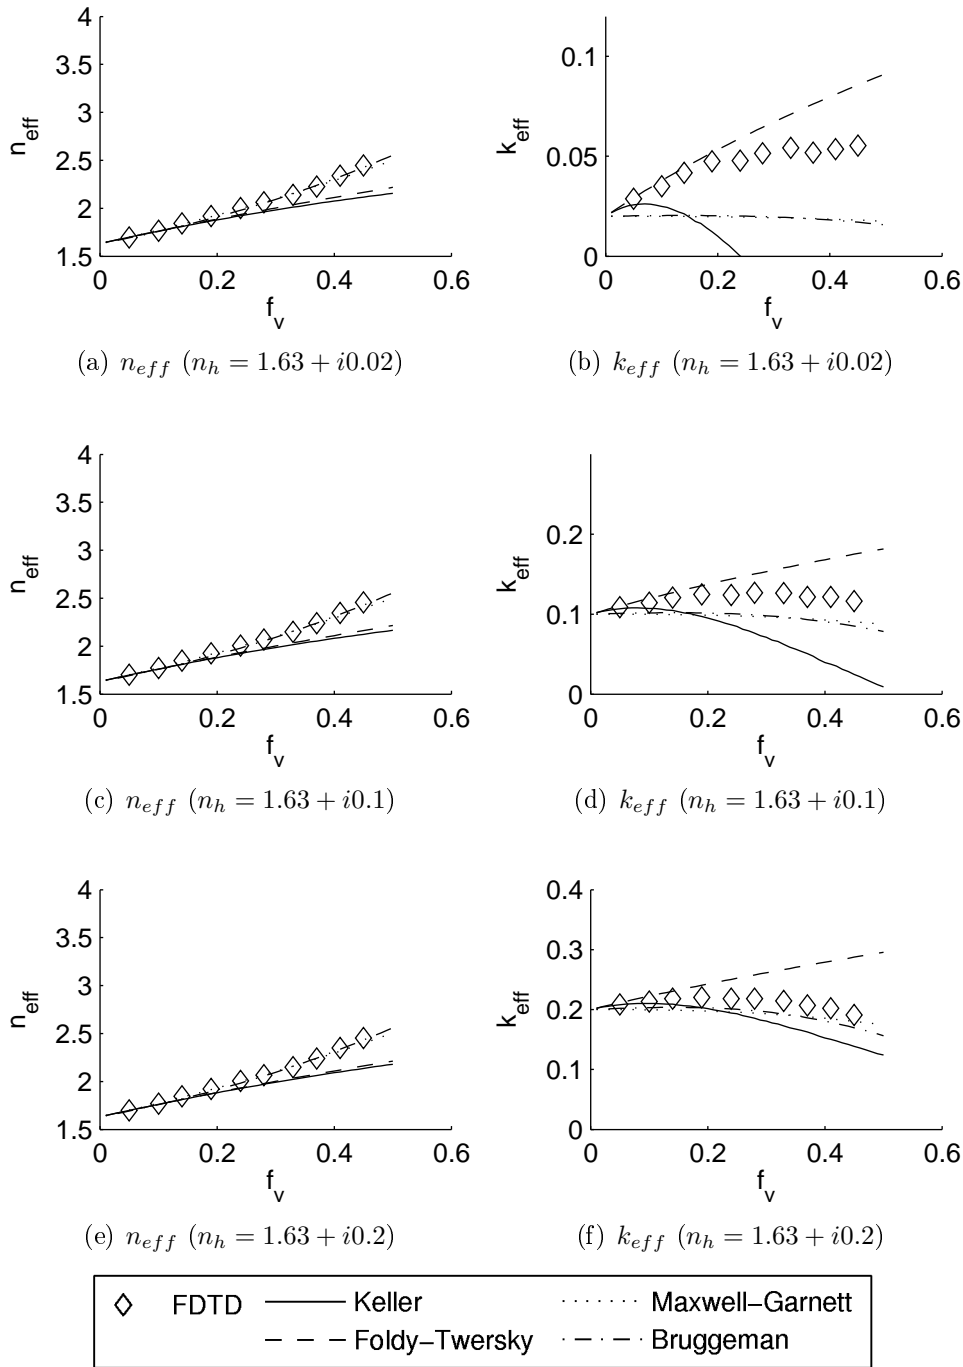 4
3.5
3
2.5
2
1.5
0 0.2 0.4 0.6
n_eff
f_v
(a) n_eff (n_h = 1.63 + i0.02)
0.1
0.05
0
0 0.2 0.4 0.6
k_eff
f_v
(b) k_eff (n_h = 1.63 + i0.02)
4
3.5
3
2.5
2
1.5
0 0.2 0.4 0.6
n_eff
f_v
(c) n_eff (n_h = 1.63 + i0.1)
0.2
0.1
0
0 0.2 0.4 0.6
k_eff
f_v
(d) k_eff (n_h = 1.63 + i0.1)
4
3.5
3
2.5
2
1.5
0 0.2 0.4 0.6
n_eff
f_v
(e) n_eff (n_h = 1.63 + i0.2)
0.4
0.3
0.2
0.1
0
0 0.2 0.4 0.6
k_eff
f_v
(f) k_eff (n_h = 1.63 + i0.2)
FDTD Keller Maxwell−Garnett
Foldy−Twersky Bruggeman